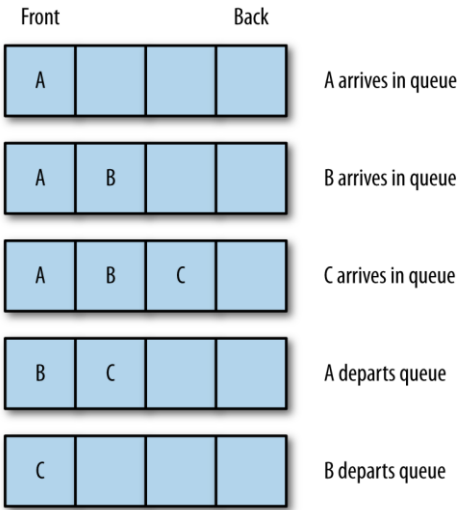 Front Back
A A arrives in queue
A B B arrives in queue
A B C C arrives in queue
B C A departs queue
C B departs queue